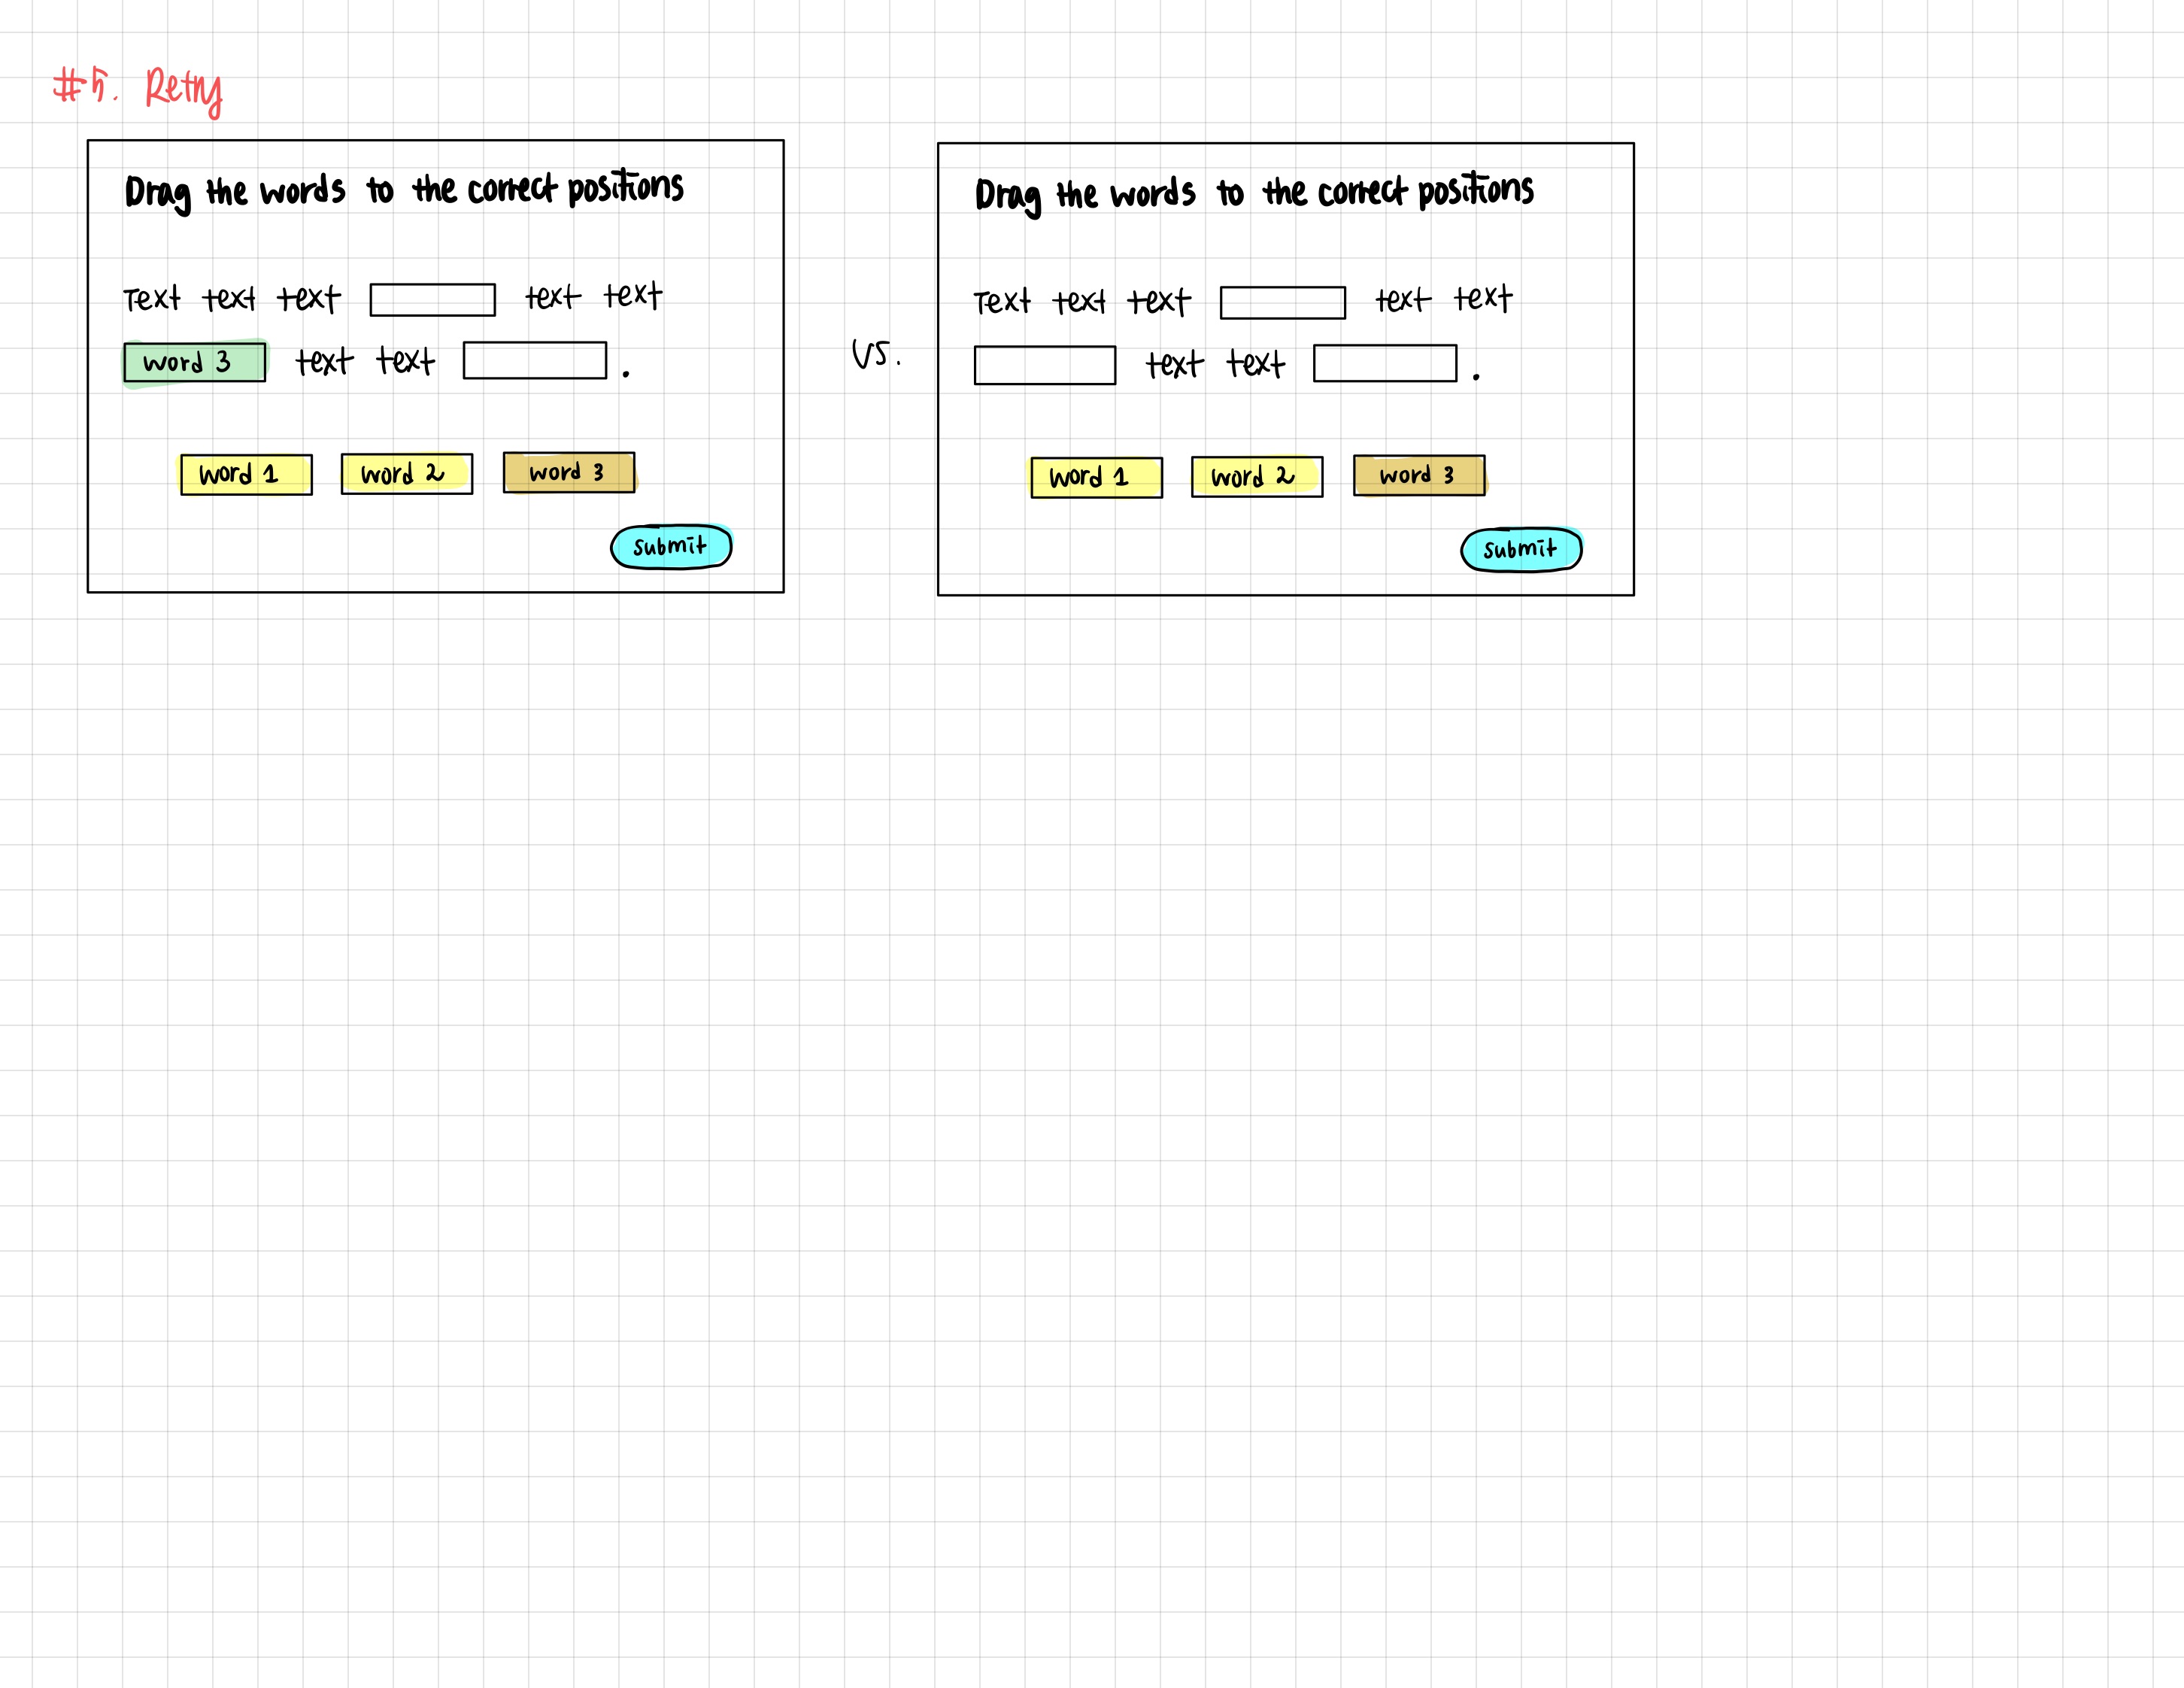 #5. Retry
Drag the words to the correct positions
Text text text text text
word 3 text text .
word 1 word 2 word 3
submit
vs.
Drag the words to the correct positions
Text text text text text
text text .
word 1 word 2 word 3
submit